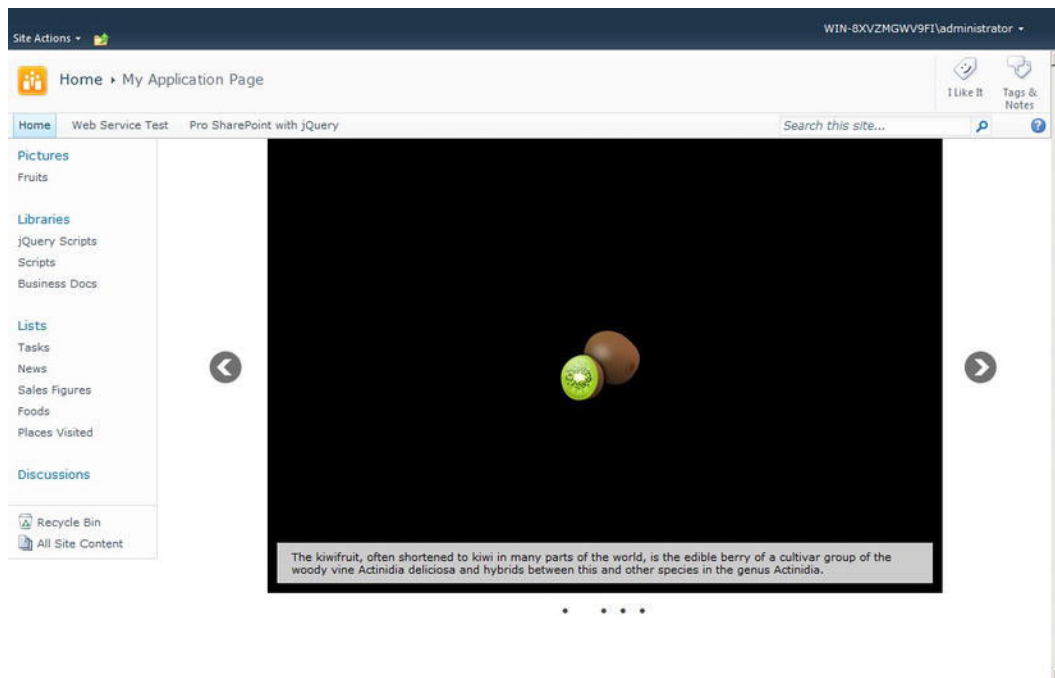 WIN-8XVZMGWV9FI\administrator
Site Actions
Home ▸ My Application Page
I Like It
Tags & Notes
Home Web Service Test Pro SharePoint with jQuery
Search this site...
Pictures
Fruits
Libraries
jQuery Scripts
Scripts
Business Docs
Lists
Tasks
News
Sales Figures
Foods
Places Visited
Discussions
Recycle Bin
All Site Content
The kiwifruit, often shortened to kiwi in many parts of the world, is the edible berry of a cultivar group of the
woody vine Actinidia deliciosa and hybrids between this and other species in the genus Actinidia.